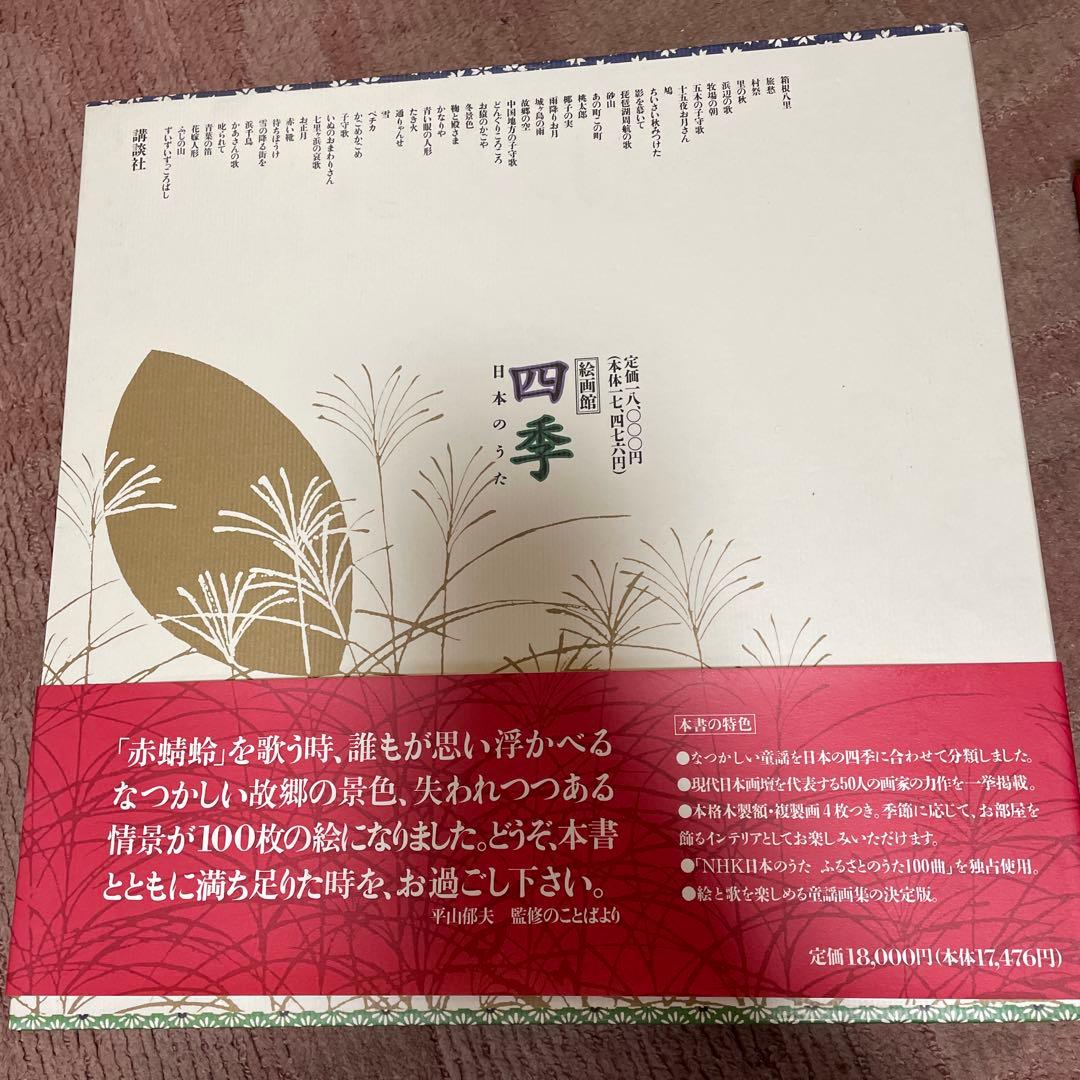 箱根八里
旅愁
村祭
里の秋
浜辺の歌
牧場の朝
五木の子守歌
十五夜お月さん
鳩
ちいさい秋みつけた
影を慕いて
琵琶湖周航の歌
砂山
あの町この町
桃太郎
椰子の実
雨降りお月
城ヶ島の雨
故郷の空
中国地方の子守歌
どんぐりころころ
お猿のかごや
冬景色
鞠と殿さま
かなりや
青い眼の人形
たき火
通りゃんせ
雪
ペチカ
かごめかごめ
子守歌
いぬのおまわりさん
七里ヶ浜の哀歌
お正月
赤い靴
待ちぼうけ
雪の降る街を
浜千鳥
かあさんの歌
叱られて
青葉の笛
花嫁人形
ふじの山
ずいずいずっころばし
講談社
定価一八、〇〇〇円
(本体一七、四七六円)
絵画館
四季
日本のうた
「赤蜻蛉」を歌う時、誰もが思い浮かべる
なつかしい故郷の景色、失われつつある
情景が100枚の絵になりました。どうぞ、本書
とともに満ち足りた時を、お過ごし下さい。
平山郁夫 監修のことばより
本書の特色
●なつかしい童謡を日本の四季に合わせて分類しました。
●現代日本画壇を代表する50人の画家の力作を一挙掲載。
●本格木製額・複製画4枚つき。季節に応じて、お部屋を
飾るインテリアとしてお楽しみいただけます。
●「NHK日本のうた ふるさとのうた100曲」を独占使用。
●絵と歌を楽しめる童謡画集の決定版。
定価18,000円(本体17,476円)